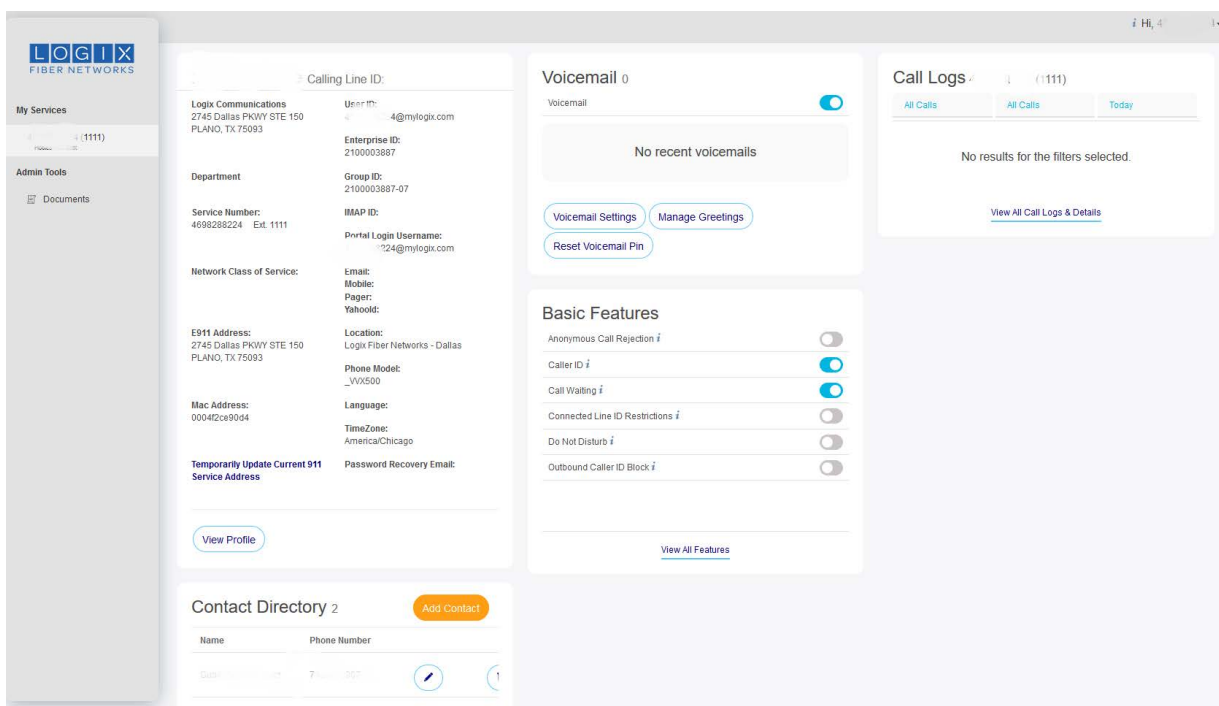 LOGIX
FIBER NETWORKS
My Services
(1111)
Admin Tools
Documents
i Hi, 4
Calling Line ID:
Logix Communications
2745 Dallas PKWY STE 150
PLANO, TX 75093
User ID:
4@mylogix.com
Enterprise ID:
2100003887
Department
Group ID:
2100003887-07
Service Number:
4698288224 Ext. 1111
IMAP ID:
Portal Login Username:
224@mylogix.com
Network Class of Service:
Email:
Mobile:
Pager:
YahooId:
E911 Address:
2745 Dallas PKWY STE 150
PLANO, TX 75093
Location:
Logix Fiber Networks - Dallas
Phone Model:
_VVX500
Mac Address:
0004f2ce90d4
Language:
TimeZone:
America/Chicago
Temporarily Update Current 911
Service Address
Password Recovery Email:
View Profile
Contact Directory 2
Add Contact
Name Phone Number
Voicemail 0
Voicemail
No recent voicemails
Voicemail Settings Manage Greetings
Reset Voicemail Pin
Basic Features
Anonymous Call Rejection i
Caller ID i
Call Waiting i
Connected Line ID Restrictions i
Do Not Disturb i
Outbound Caller ID Block i
View All Features
Call Logs (1111)
All Calls All Calls Today
No results for the filters selected.
View All Call Logs & Details